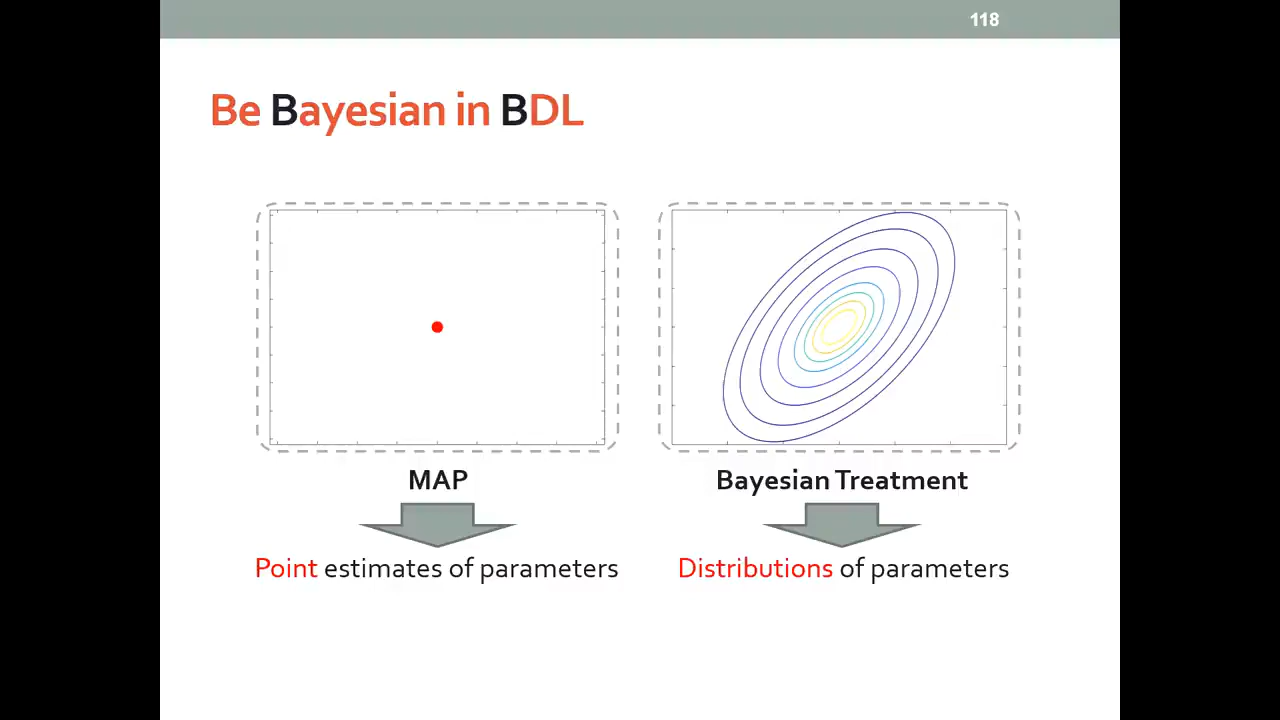 118
Be Bayesian in BDL
MAP
Bayesian Treatment
Point estimates of parameters
Distributions of parameters